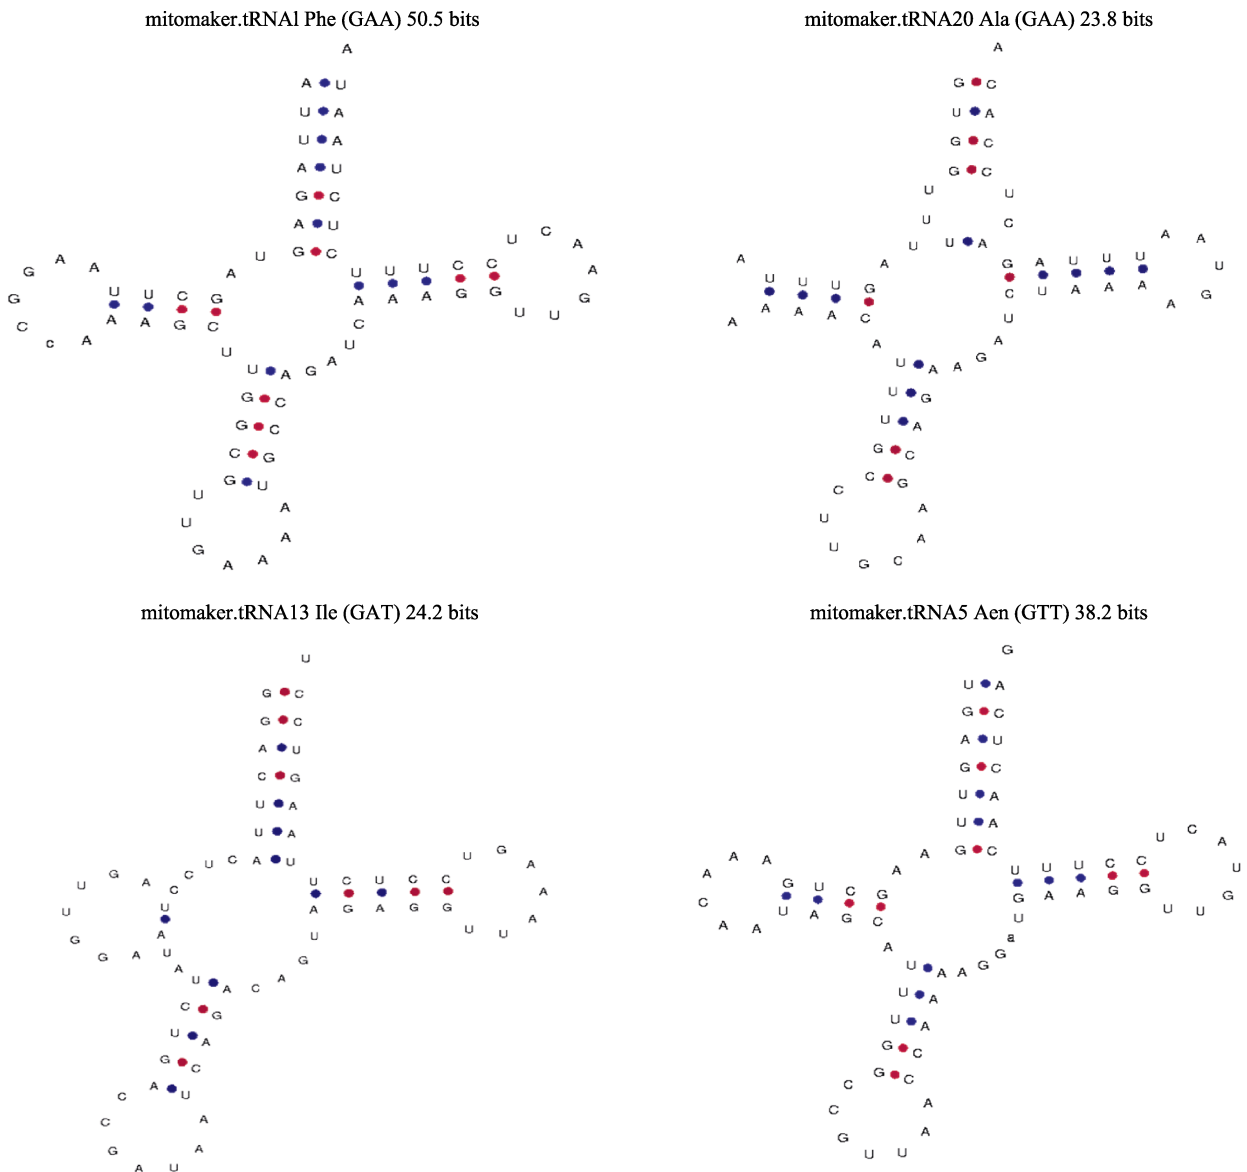 mitomaker.tRNAl Phe (GAA) 50.5 bits
mitomaker.tRNA20 Ala (GAA) 23.8 bits
A
A U
U A
U A
A U
G C
A U
G C
A U
G A A U U C G
G C C A A A G C
U U U C C U C A A G U U
A A A G G
C U A G A
U
U A
G C
G C
C G
G U
U U G A A A A
A
G C
U A
G C
G C
U U U
U C G
U A
A U U U G A
A A A A C
A U U U A A U G A
C U A A A
U A G A
A
U A
U G
U A
G C
C G
C U U G C A A
mitomaker.tRNA13 Ile (GAT) 24.2 bits
mitomaker.tRNA5 Aen (GTT) 38.2 bits
U
G C
G C
A U
C G
U A
U A
A U
C U C C A G U U G G A
U A
U A
U C U C C U G A A A U U
A G A G G
U G A C
U A
C G
U A
G C
A U
C C G A U A A
G
U A
G C
A U
G C
U A
U A
G C
A A
G U C G
A A A C A A
U A G C
U U U C C U C A U G U U
G A A G G
U a G G A
A
U A
U A
U A
G C
G C
C C G U U A A